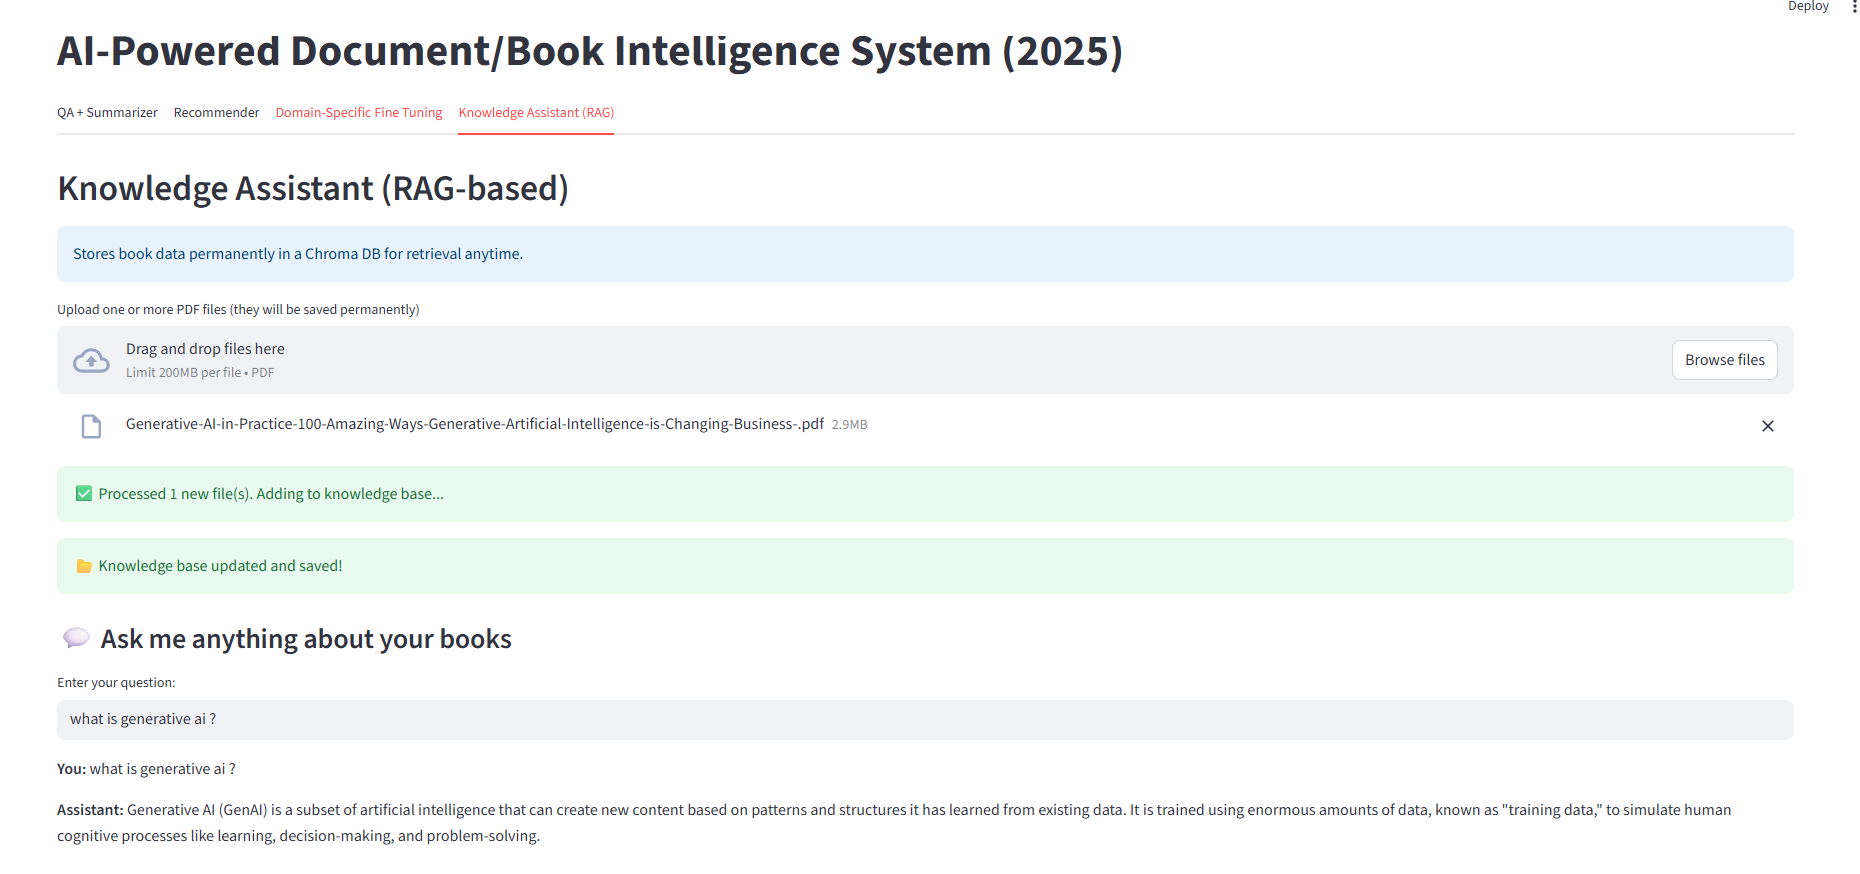 Deploy
AI-Powered Document/Book Intelligence System (2025)
QA + Summarizer Recommender Domain-Specific Fine Tuning Knowledge Assistant (RAG)
Knowledge Assistant (RAG-based)
Stores book data permanently in a Chroma DB for retrieval anytime.
Upload one or more PDF files (they will be saved permanently)
Drag and drop files here
Limit 200MB per file • PDF
Browse files
Generative-AI-in-Practice-100-Amazing-Ways-Generative-Artificial-Intelligence-is-Changing-Business-.pdf 2.9MB
✅ Processed 1 new file(s). Adding to knowledge base...
📂 Knowledge base updated and saved!
💬 Ask me anything about your books
Enter your question:
what is generative ai ?
You: what is generative ai ?
Assistant: Generative AI (GenAI) is a subset of artificial intelligence that can create new content based on patterns and structures it has learned from existing data. It is trained using enormous amounts of data, known as "training data," to simulate human
cognitive processes like learning, decision-making, and problem-solving.